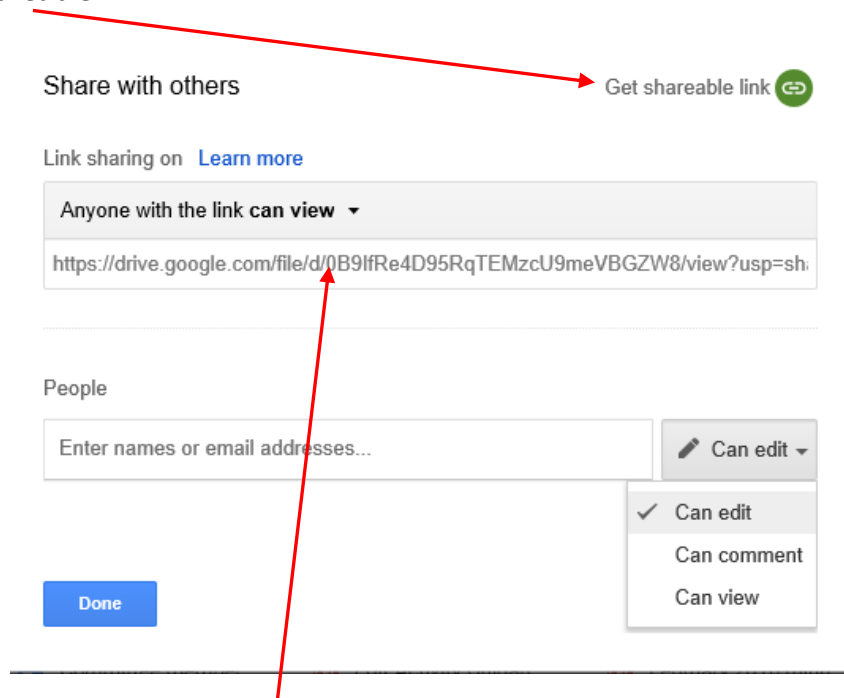 Share with others
Get shareable link
Link sharing on Learn more
Anyone with the link can view
https://drive.google.com/file/d/0B9IfRe4D95RqTEMzcU9meVBGZW8/view?usp=sha
People
Enter names or email addresses...
Can edit
Can edit
Can comment
Can view
Done